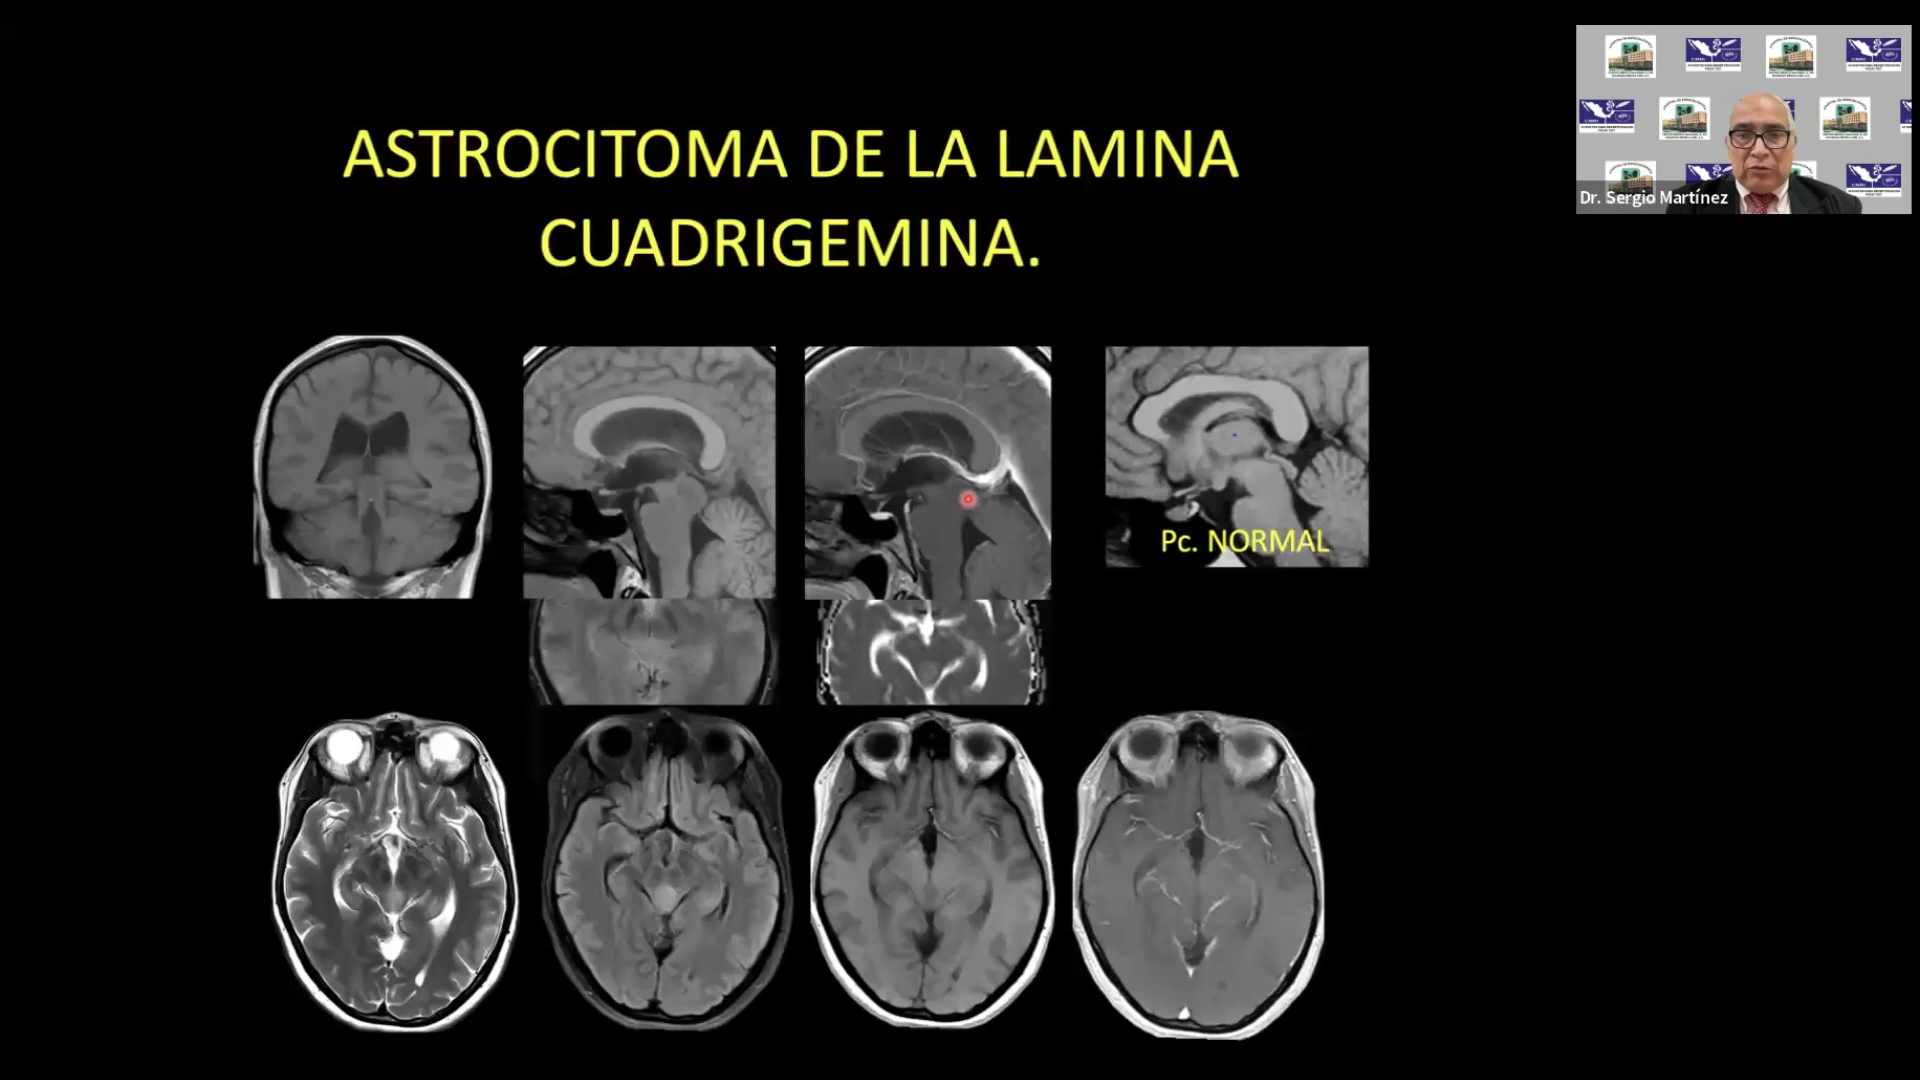 ASTROCITOMA DE LA LAMINA
CUADRIGEMINA.
Dr. Sergio Martínez
Pc. NORMAL